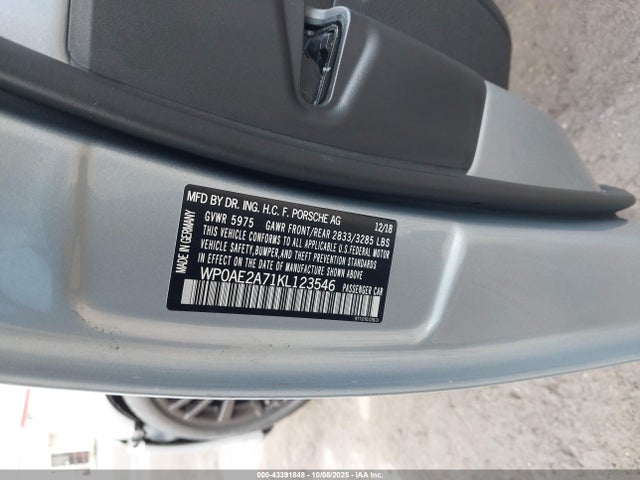 MFD BY DR. ING. H.C. F. PORSCHE AG 12/18
GVWR 5975 GAWR FRONT/REAR 2833/3285 LBS
THIS VEHICLE CONFORMS TO ALL APPLICABLE U.S. FEDERAL MOTOR
VEHICLE SAFETY, BUMPER, AND THEFT PREVENTION STANDARDS IN
EFFECT ON THE DATE OF MANUFACTURE SHOWN ABOVE
WP0AE2A71KL123546 PASSENGER CAR
MADE IN GERMANY
000-43391848 - 10/08/2025 - IAA Inc.